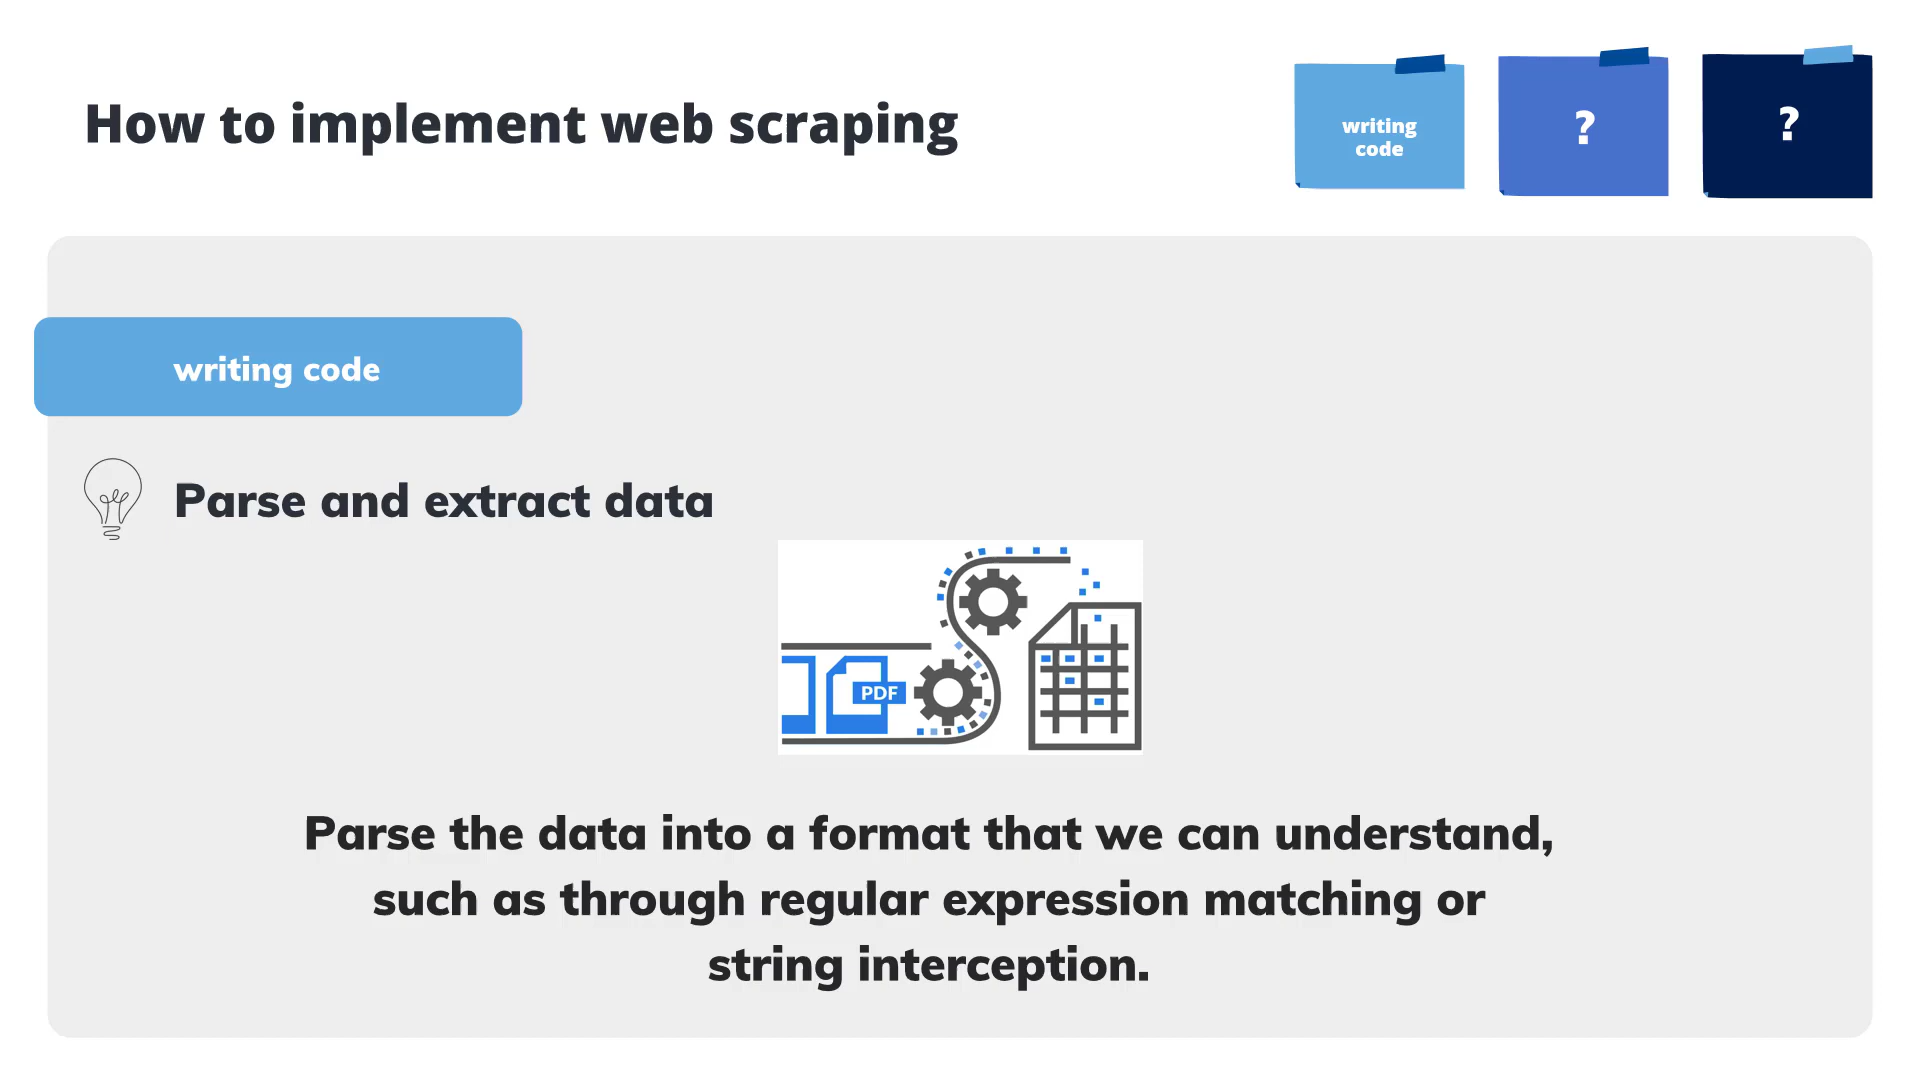 How to implement web scraping
writing
code
?
?
writing code
Parse and extract data
PDF
Parse the data into a format that we can understand,
such as through regular expression matching or
string interception.